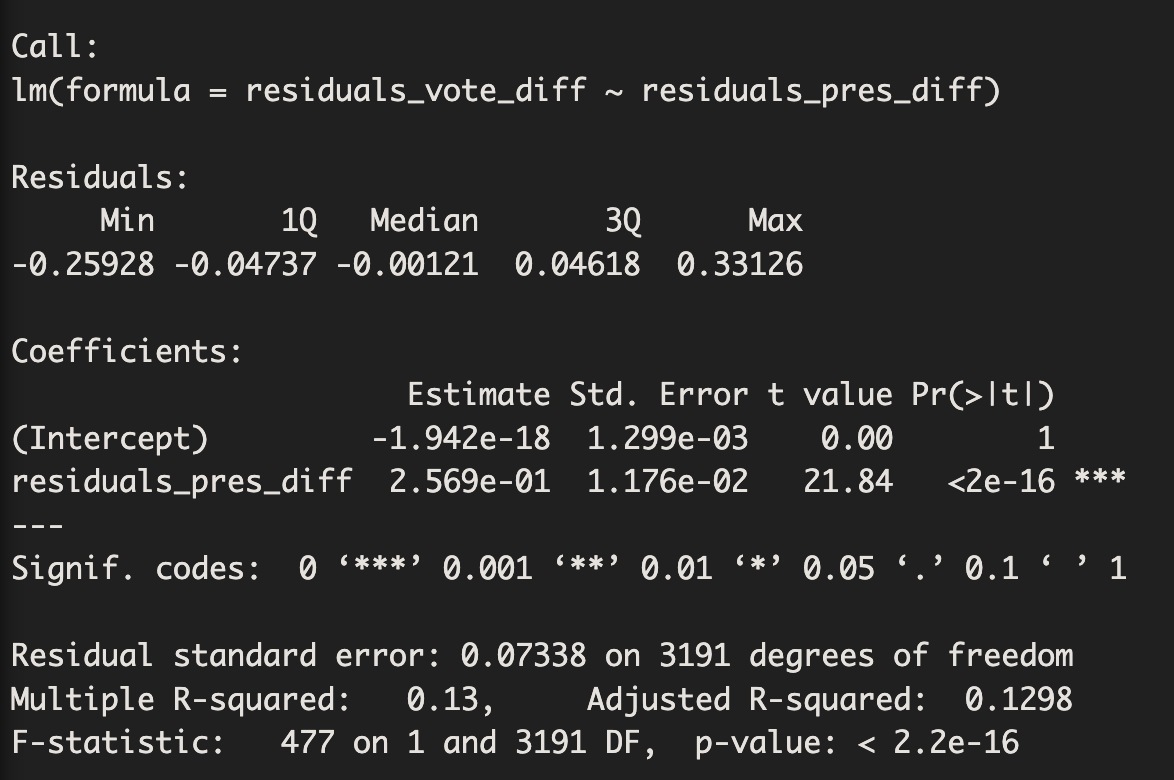 Call:
lm(formula = residuals_vote_diff ~ residuals_pres_diff)
Residuals:
     Min       1Q   Median       3Q      Max
-0.25928 -0.04737 -0.00121  0.04618  0.33126
Coefficients:
                      Estimate Std. Error t value Pr(>|t|)
(Intercept)         -1.942e-18  1.299e-03    0.00        1
residuals_pres_diff  2.569e-01  1.176e-02   21.84   <2e-16 ***
---
Signif. codes:  0 ‘***’ 0.001 ‘**’ 0.01 ‘*’ 0.05 ‘.’ 0.1 ‘ ’ 1
Residual standard error: 0.07338 on 3191 degrees of freedom
Multiple R-squared:   0.13,	Adjusted R-squared:  0.1298
F-statistic:   477 on 1 and 3191 DF,  p-value: < 2.2e-16